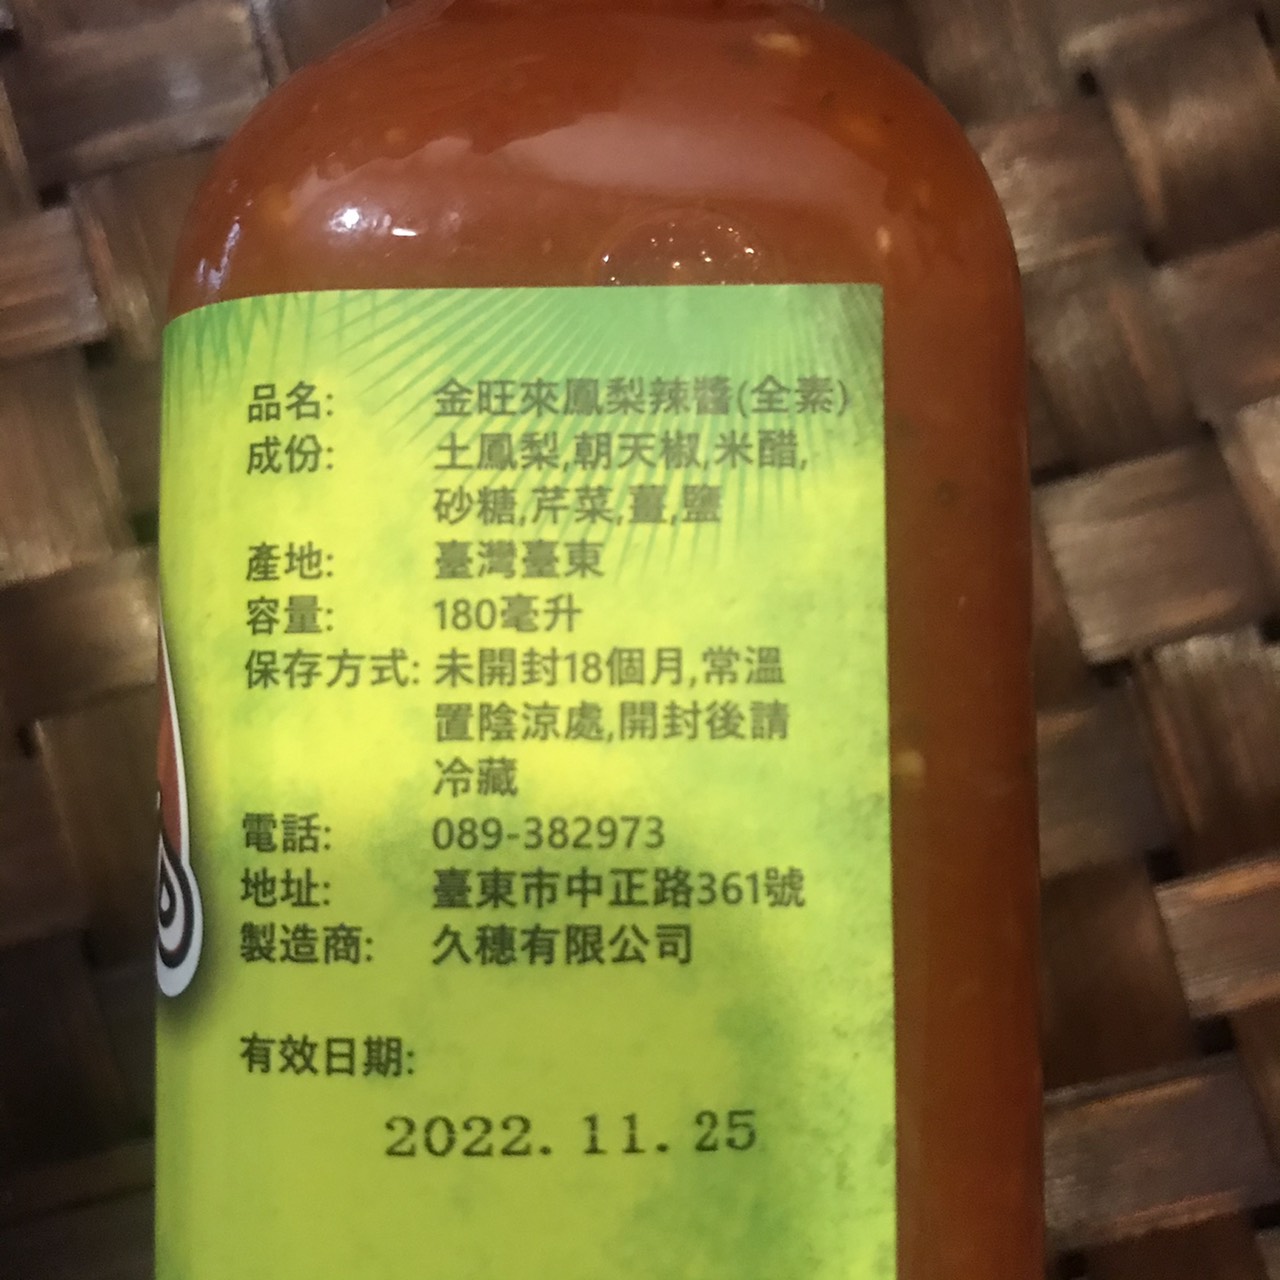 品名: 金旺來鳳梨辣醬(全素)
成份: 土鳳梨,朝天椒,米醋,
砂糖,芹菜,薑,鹽
產地: 臺灣臺東
容量: 180毫升
保存方式: 未開封18個月,常溫
置陰涼處,開封後請
冷藏
電話: 089-382973
地址: 臺東市中正路361號
製造商: 久穗有限公司
有效日期:
2022.11.25